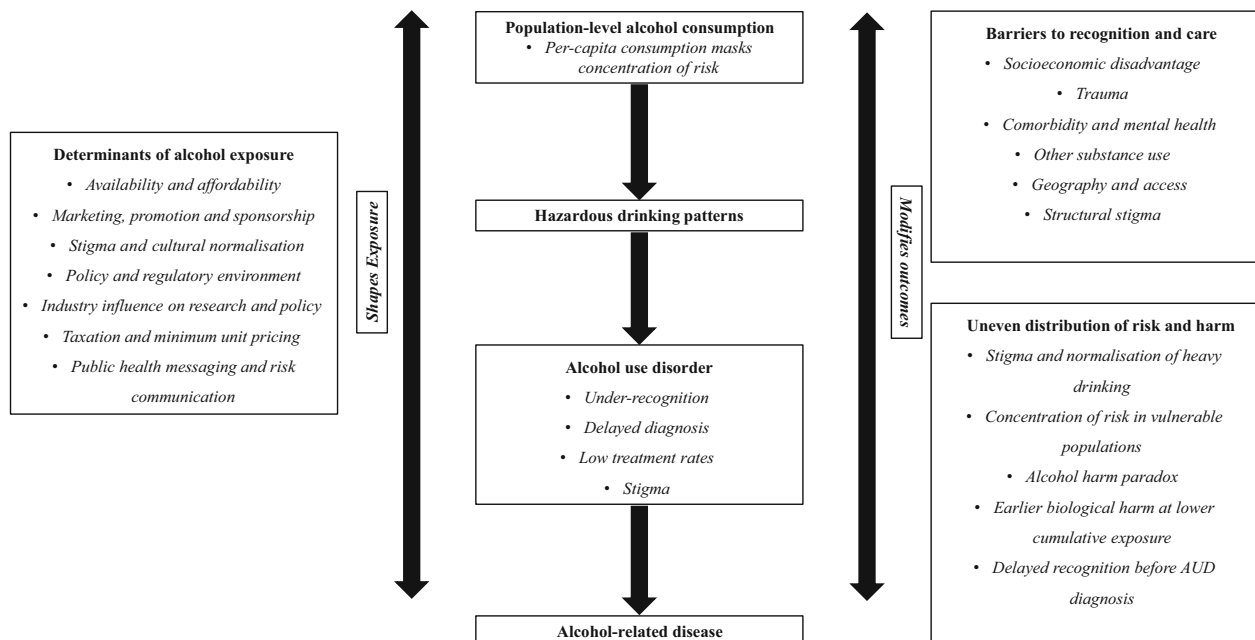 Population-level alcohol consumption
• Per-capita consumption masks
concentration of risk
Hazardous drinking patterns
Alcohol use disorder
• Under-recognition
• Delayed diagnosis
• Low treatment rates
• Stigma
Alcohol-related disease
Determinants of alcohol exposure
• Availability and affordability
• Marketing, promotion and sponsorship
• Stigma and cultural normalisation
• Policy and regulatory environment
• Industry influence on research and policy
• Taxation and minimum unit pricing
• Public health messaging and risk
communication
Shapes Exposure
Modifies outcomes
Barriers to recognition and care
• Socioeconomic disadvantage
• Trauma
• Comorbidity and mental health
• Other substance use
• Geography and access
• Structural stigma
Uneven distribution of risk and harm
• Stigma and normalisation of heavy
drinking
• Concentration of risk in vulnerable
populations
• Alcohol harm paradox
• Earlier biological harm at lower
cumulative exposure
• Delayed recognition before AUD
diagnosis